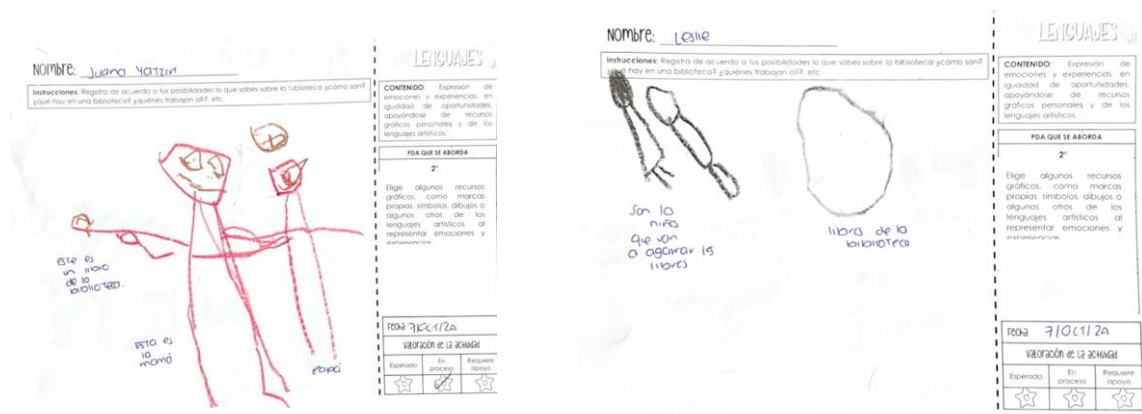 Nombre: Juana Yatzin
LENGUAJES
Instrucciones: Registra de acuerdo a tus posibilidades lo que sabes sobre la biblioteca ¿cómo son?
¿qué hay en una biblioteca? ¿quiénes trabajan allí?, etc.
CONTENIDO: Expresión de
emociones y experiencias, en
igualdad de oportunidades,
apoyándose de recursos
gráficos personales y de los
lenguajes artísticos.
PDA QUE SE ABORDA
2°
Elige algunos recursos
gráficos, como marcas
propias, símbolos, dibujos o
algunos otros de los
lenguajes artísticos al
representar emociones y
experiencias
Este es
un libro
de la
biblioteca.
Esta es
la
mamá
papá
Fecha 7/OCT/2
Valoración de la actividad
Esperado
En
proceso
Requiere
apoyo
Nombre: Leslie
LENGUAJES
Instrucciones: Registra de acuerdo a tus posibilidades lo que sabes sobre la biblioteca ¿cómo son?
¿qué hay en una biblioteca? ¿quiénes trabajan allí?, etc.
CONTENIDO: Expresión de
emociones y experiencias, en
igualdad de oportunidades,
apoyándose de recursos
gráficos personales y de los
lenguajes artísticos.
PDA QUE SE ABORDA
2°
Elige algunos recursos
gráficos, como marcas
propias, símbolos, dibujos o
algunos otros de los
lenguajes artísticos al
representar emociones y
experiencias
Son la
niñas
que van
a agarrar ls
libros
libros de la
biblioteca
Fecha 7/OCT/2
Valoración de la actividad
Esperado
En
proceso
Requiere
apoyo